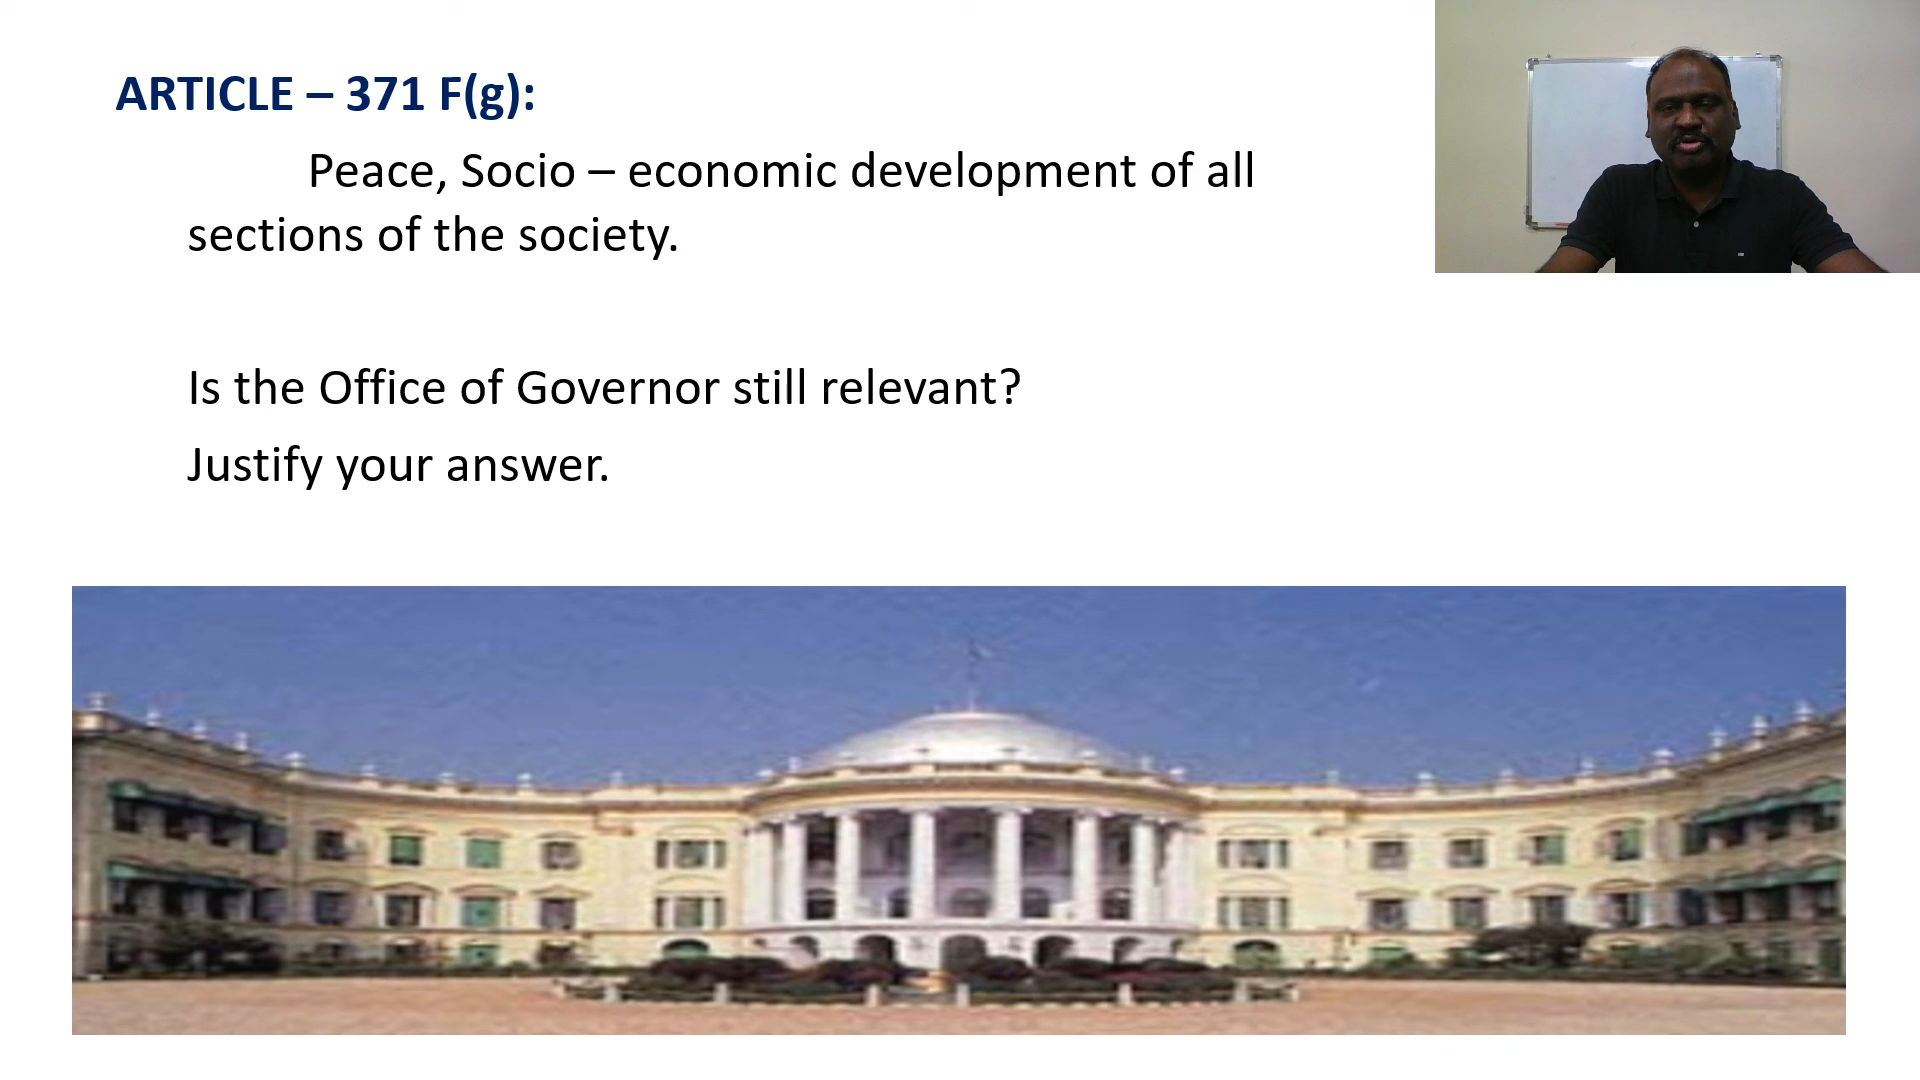 ARTICLE – 371 F(g):
Peace, Socio – economic development of all
sections of the society.
Is the Office of Governor still relevant?
Justify your answer.